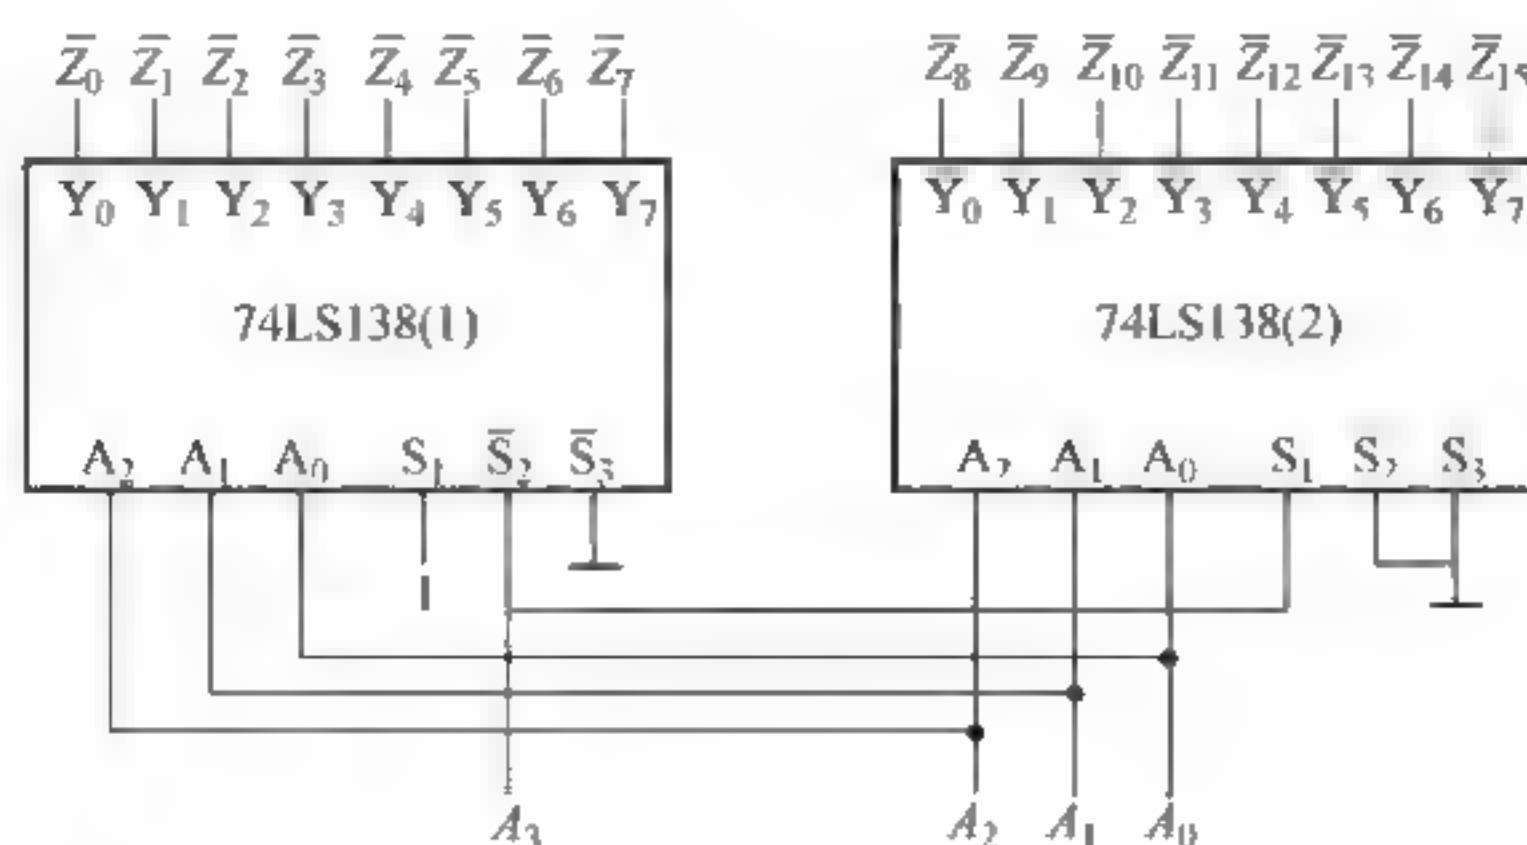 Z̅₀ Z̅₁ Z̅₂ Z̅₃ Z̅₄ Z̅₅ Z̅₆ Z̅₇ Z̅₈ Z̅₉ Z̅₁₀ Z̅₁₁ Z̅₁₂ Z̅₁₃ Z̅₁₄ Z̅₁₅
Y₀ Y₁ Y₂ Y₃ Y₄ Y₅ Y₆ Y₇ Y₀ Y₁ Y₂ Y₃ Y₄ Y₅ Y₆ Y₇
74LS138(1) 74LS138(2)
A₂ A₁ A₀ S₁ S̅₂ S̅₃ A₂ A₁ A₀ S₁ S₂ S₃
1
A₃ A₂ A₁ A₀